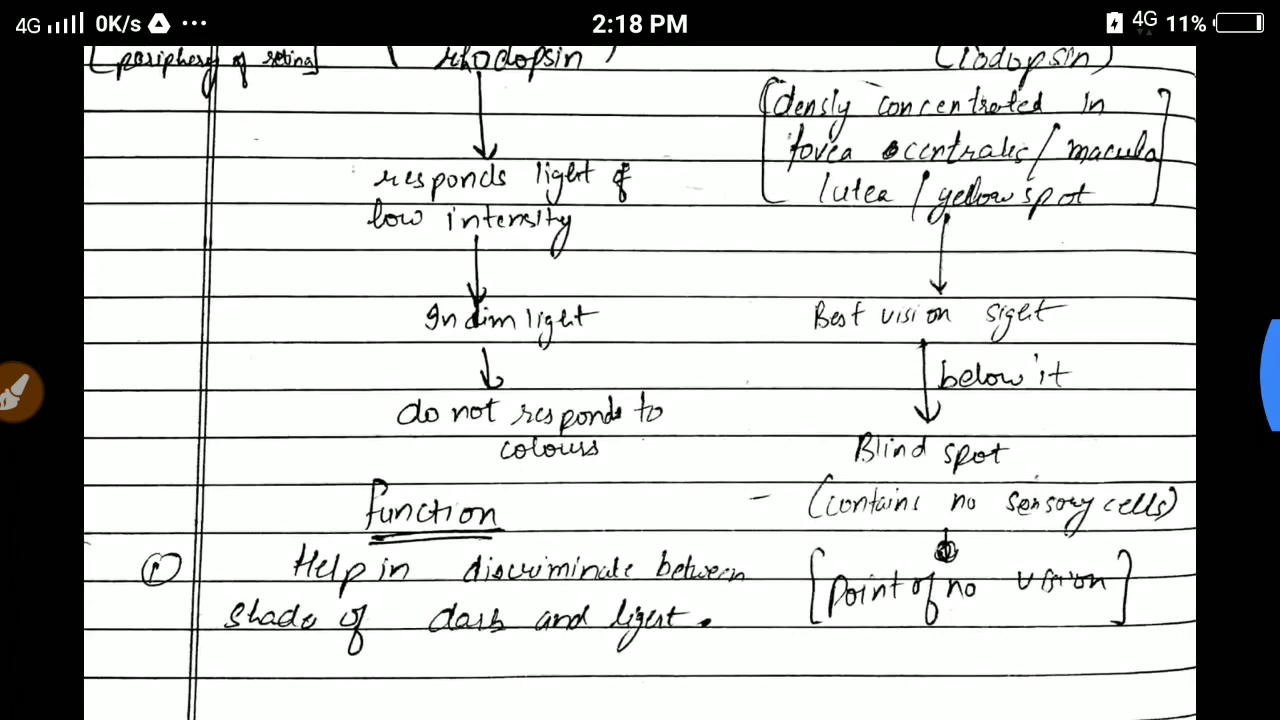 4G 0K/s ... 2:18 PM 4G 11%
[periphery of retina] ( rhodopsin ) (iodopsin)
responds light of
low intensity
In dim light
do not responds to
colours
[densly concentrated in
fovea centrales / macula
lutea / yellow spot
Best vision sight
below it
Blind spot
- (contains no sensory cells)
[Point of no vision]
Function
① Help in discriminate between
shade of dark and light.